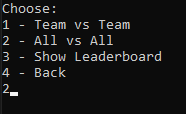 Choose:
1 - Team vs Team
2 - All vs All
3 - Show Leaderboard
4 - Back
2